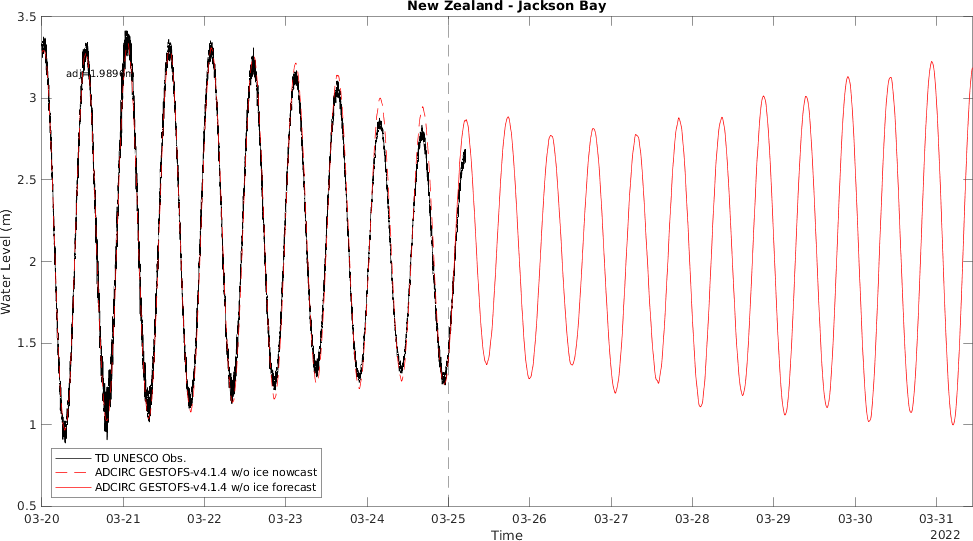 New Zealand - Jackson Bay
3.5
3
2.5
2
1.5
1
0.5
Water Level (m)
adj=1.9896m
TD UNESCO Obs.
ADCIRC GESTOFS-v4.1.4 w/o ice nowcast
ADCIRC GESTOFS-v4.1.4 w/o ice forecast
03-20 03-21 03-22 03-23 03-24 03-25 03-26 03-27 03-28 03-29 03-30 03-31
Time
2022